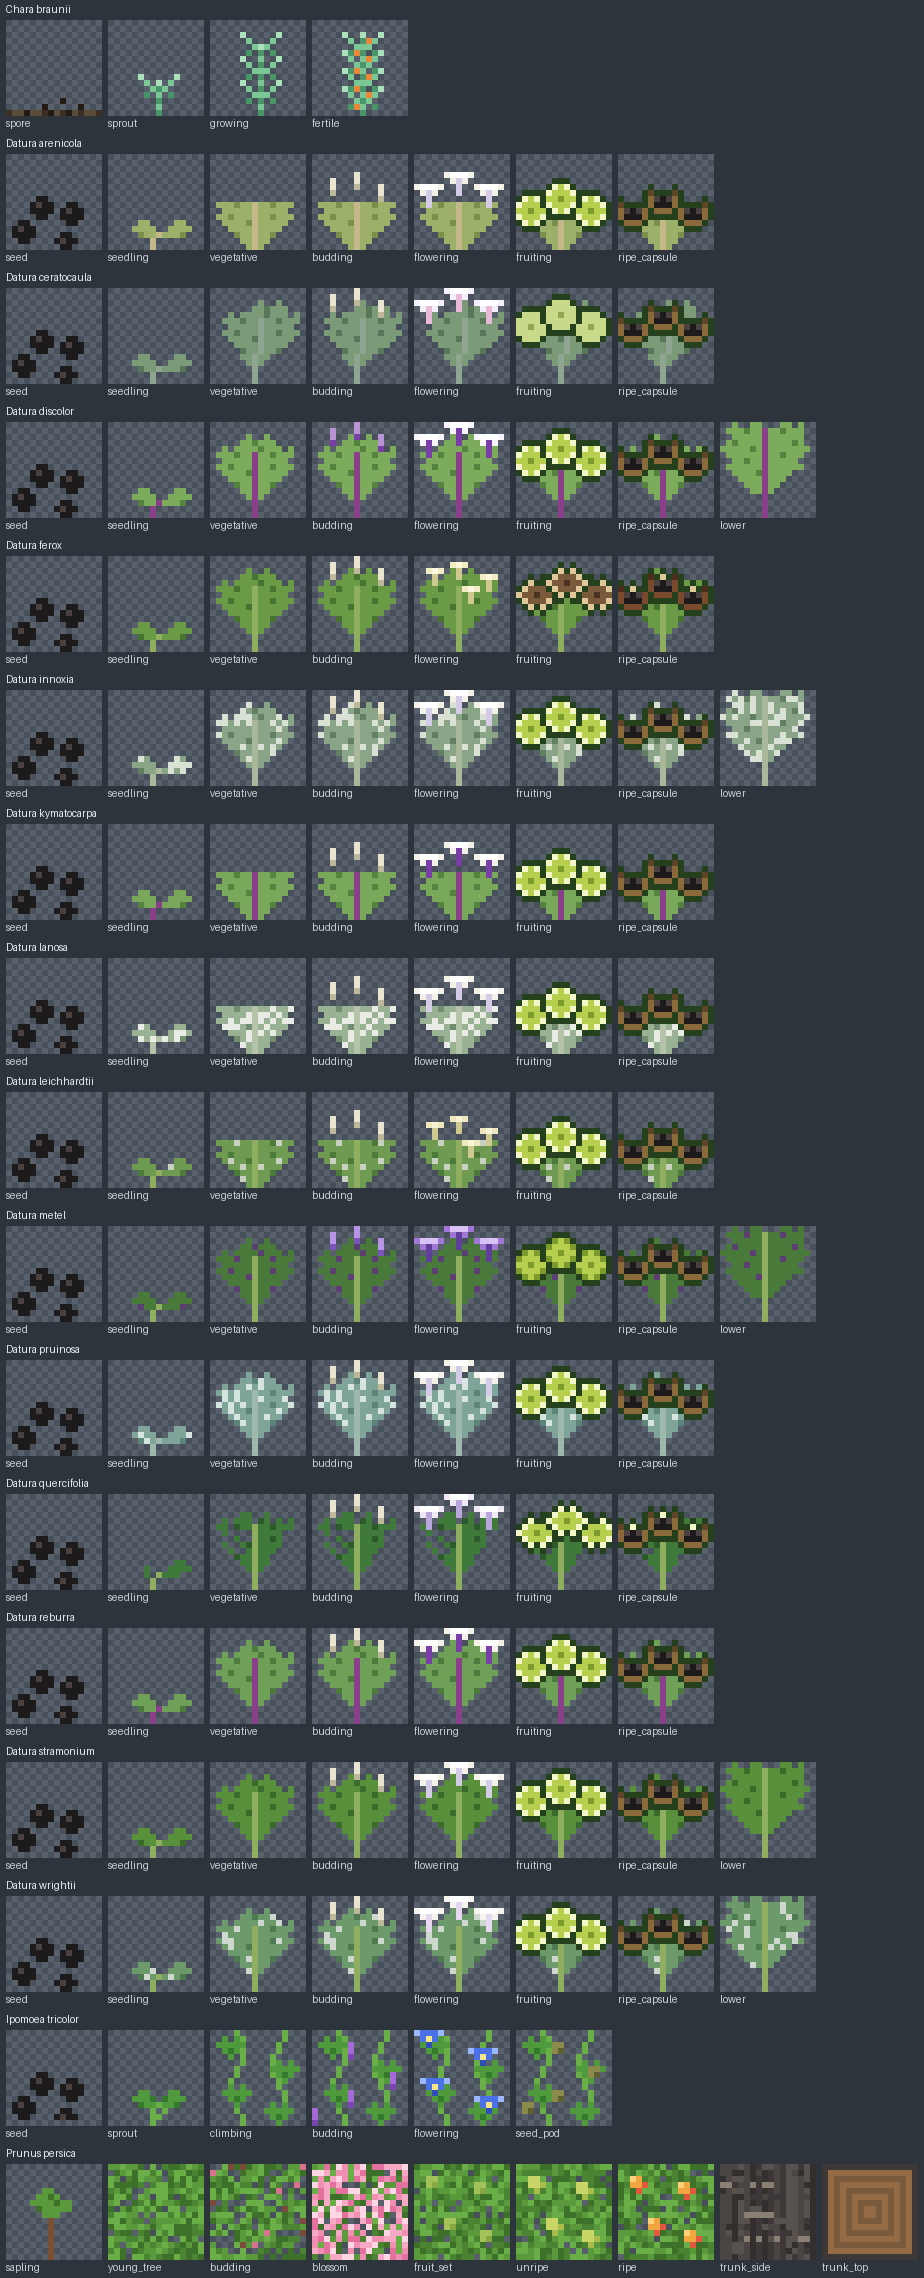 Chara braunii
spore sprout growing fertile
Datura arenicola
seed seedling vegetative budding flowering fruiting ripe_capsule
Datura ceratocaula
seed seedling vegetative budding flowering fruiting ripe_capsule
Datura discolor
seed seedling vegetative budding flowering fruiting ripe_capsule lower
Datura ferox
seed seedling vegetative budding flowering fruiting ripe_capsule
Datura innoxia
seed seedling vegetative budding flowering fruiting ripe_capsule lower
Datura kymatocarpa
seed seedling vegetative budding flowering fruiting ripe_capsule
Datura lanosa
seed seedling vegetative budding flowering fruiting ripe_capsule
Datura leichhardtii
seed seedling vegetative budding flowering fruiting ripe_capsule
Datura metel
seed seedling vegetative budding flowering fruiting ripe_capsule lower
Datura pruinosa
seed seedling vegetative budding flowering fruiting ripe_capsule
Datura quercifolia
seed seedling vegetative budding flowering fruiting ripe_capsule
Datura reburra
seed seedling vegetative budding flowering fruiting ripe_capsule
Datura stramonium
seed seedling vegetative budding flowering fruiting ripe_capsule lower
Datura wrightii
seed seedling vegetative budding flowering fruiting ripe_capsule lower
Ipomoea tricolor
seed sprout climbing budding flowering seed_pod
Prunus persica
sapling young_tree budding blossom fruit_set unripe ripe trunk_side trunk_top